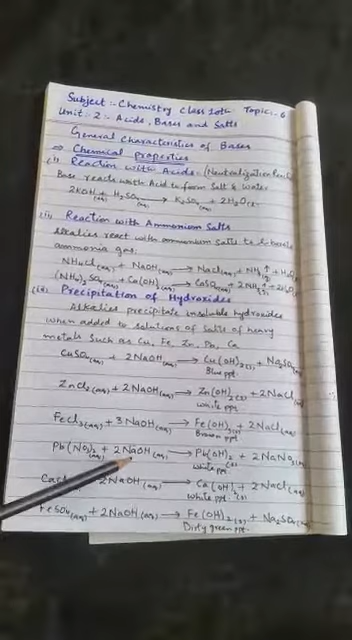 Subject :- Chemistry Class 10th Topic:- 6
Unit :- 2 :- Acids, Bases and Salts
General Characteristics of Bases
⇒ Chemical properties
(i) Reaction with Acids: (Neutralization
Base reacts with Acid to form Salt & Water
2KOH(aq) + H₂SO₄(aq) → K₂SO₄(aq) + 2H₂O
(ii) Reaction with Ammonium Salts
Alkalies react with ammonium salts to liberate
ammonia gas:
NH₄Cl(aq) + NaOH(aq) → NaCl(aq) + NH₃↑ + H₂O
(NH₄)₂SO₄ + Ca(OH)₂(aq) → CaSO₄(aq) + 2NH₃↑(g) + 2H₂O
(iii) Precipitation of Hydroxides
Alkalies precipitate insoluble hydroxides
when added to solutions of salts of heavy
metals such as Cu, Fe, Zn, Pb, Ca
CuSO₄(aq) + 2NaOH(aq) → Cu(OH)₂(s) + Na₂SO₄(aq)
Blue ppt.
ZnCl₂(aq) + 2NaOH(aq) → Zn(OH)₂(s) + 2NaCl(aq)
white ppt.
FeCl₃(aq) + 3NaOH(aq) → Fe(OH)₃(s) + 2NaCl(aq)
Brown ppt.
Pb(NO₃)₂(aq) + 2NaOH(aq) → Pb(OH)₂(s) + 2NaNO₃(aq)
white ppt.
2NaOH(aq) → Ca(OH)₂ + 2NaCl(aq)
white ppt. (s)
FeSO₄(aq) + 2NaOH(aq) → Fe(OH)₂(s) + Na₂SO₄(aq)
Dirty green ppt.